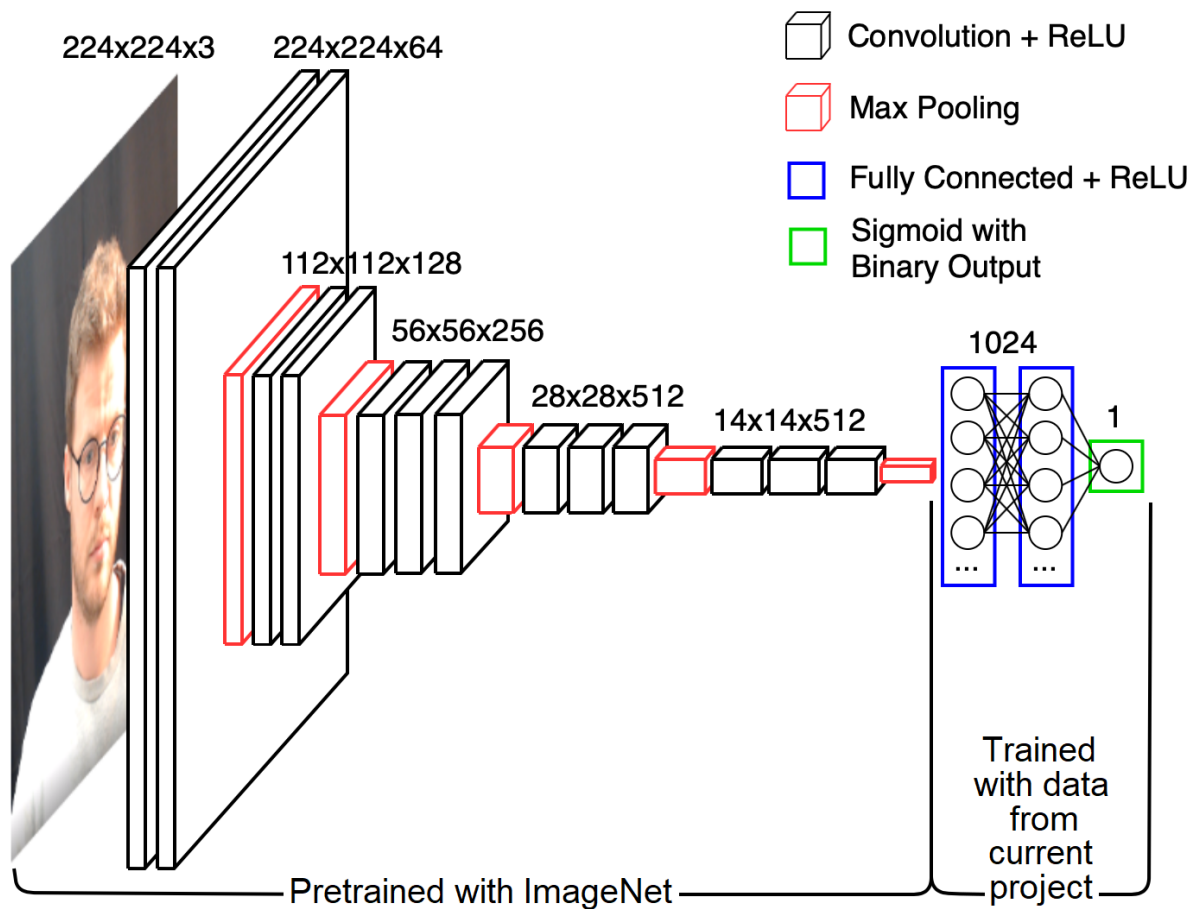 224x224x3
224x224x64
112x112x128
56x56x256
28x28x512
14x14x512
Convolution + ReLU
Max Pooling
Fully Connected + ReLU
Sigmoid with
Binary Output
1024
1
...
...
Pretrained with ImageNet
Trained
with data
from
current
project